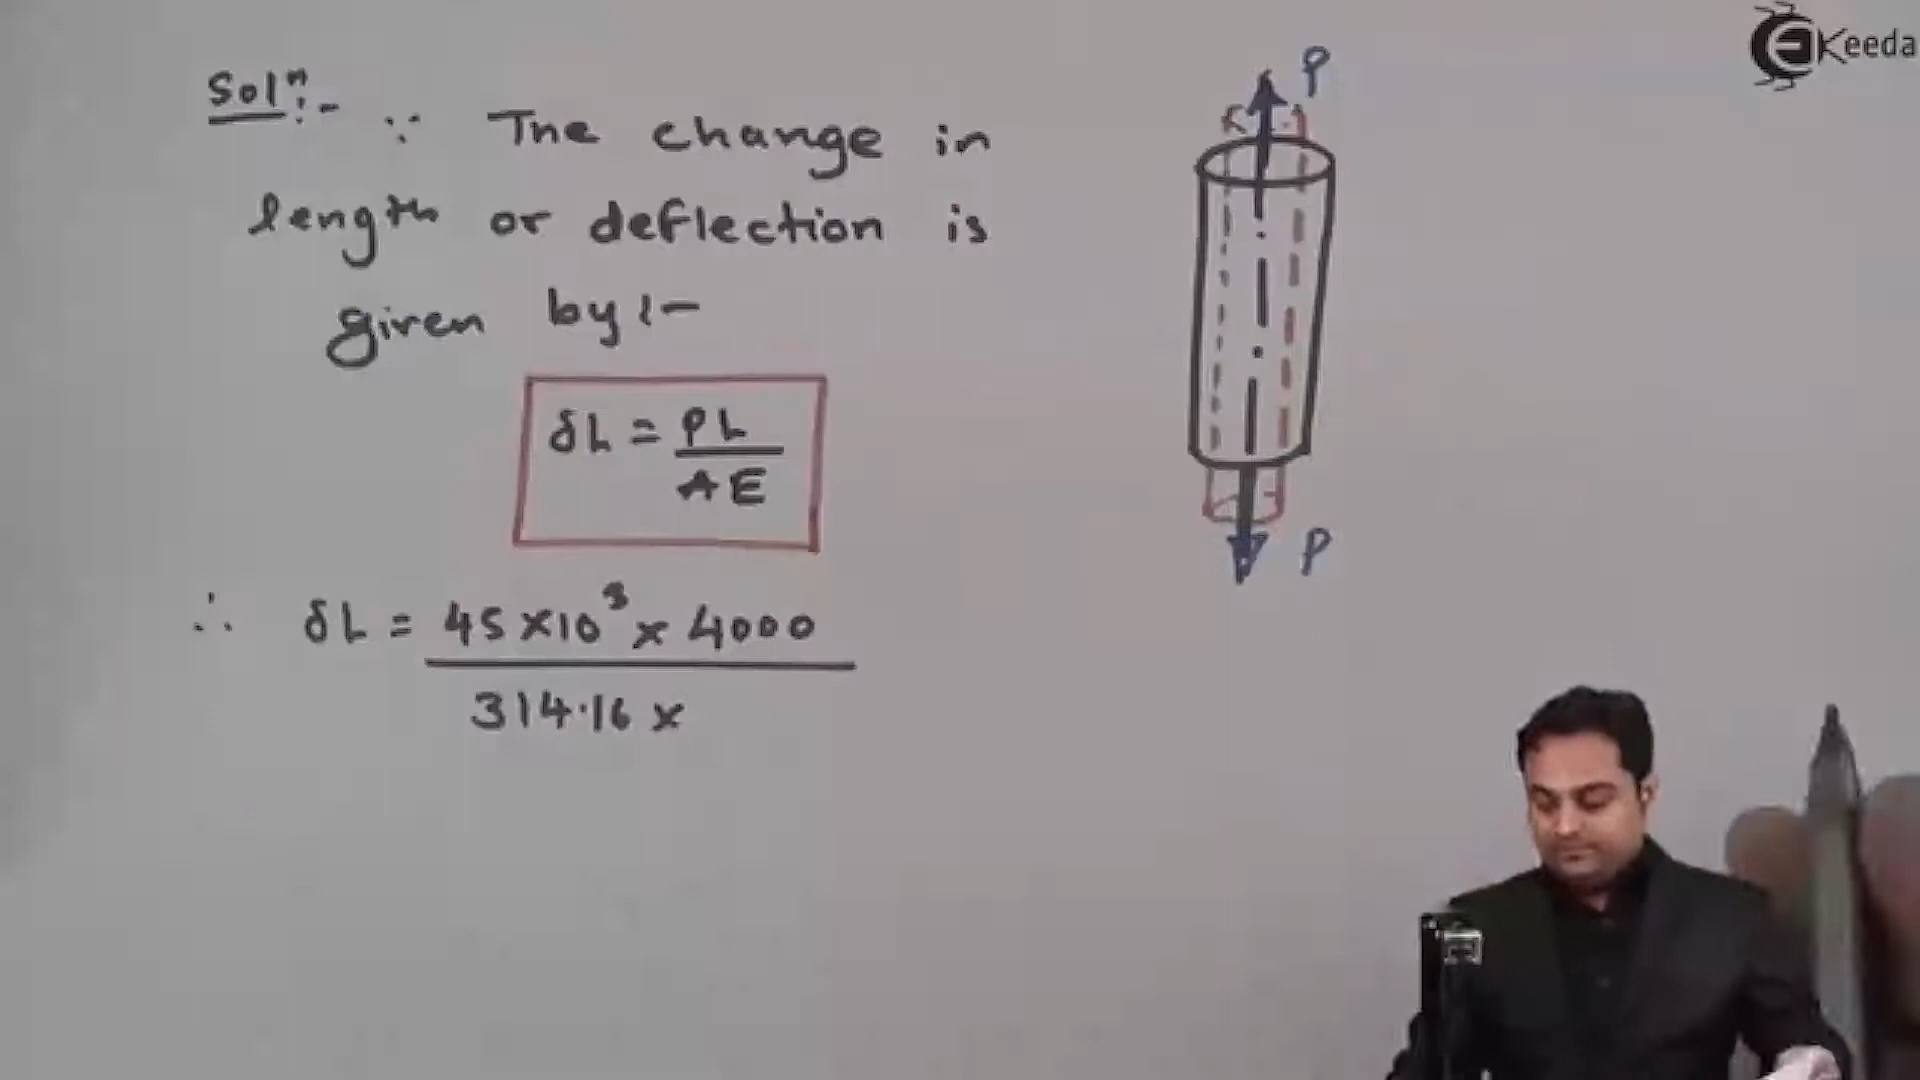 Solⁿ:-
∵ The change in
length or deflection is
given by:-
δL = PL
AE
∴ δL = 45×10³ × 4000
314.16 ×
P
P
EKeeda